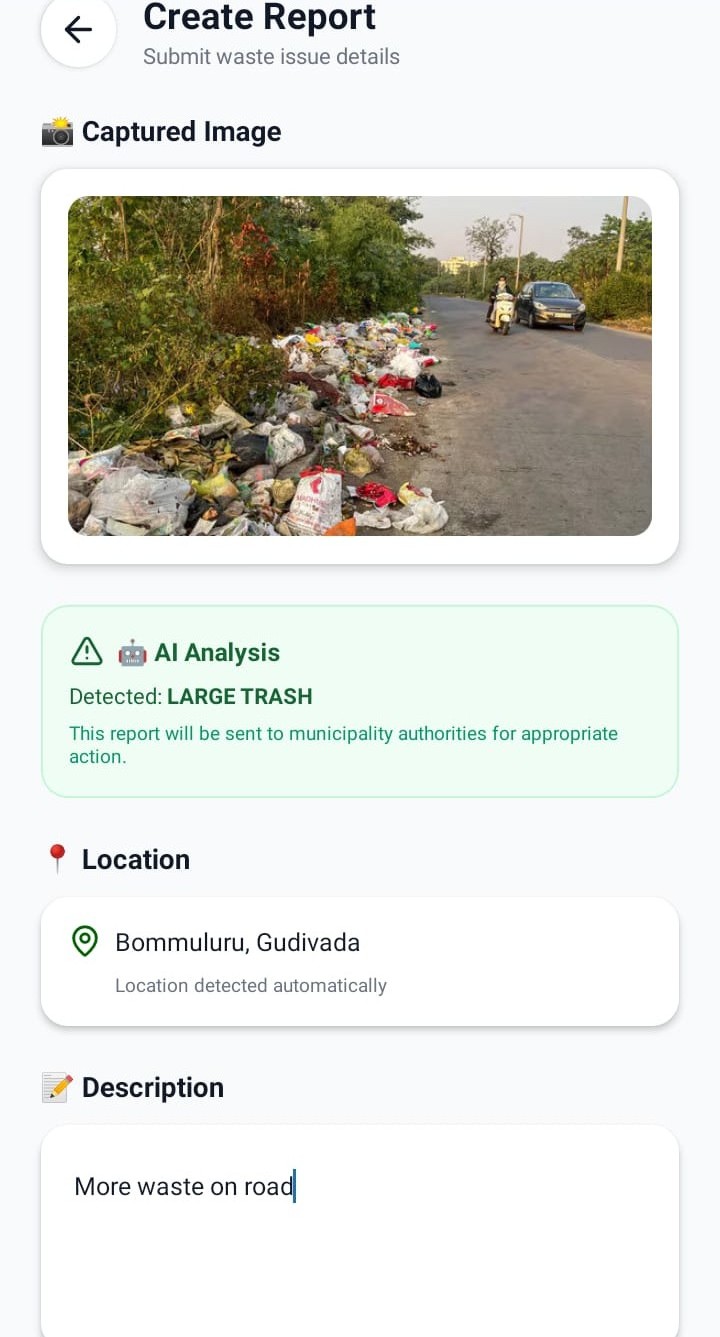 Create Report
Submit waste issue details
📸 Captured Image
⚠ 🤖 AI Analysis
Detected: LARGE TRASH
This report will be sent to municipality authorities for appropriate
action.
📍 Location
Bommuluru, Gudivada
Location detected automatically
📝 Description
More waste on road